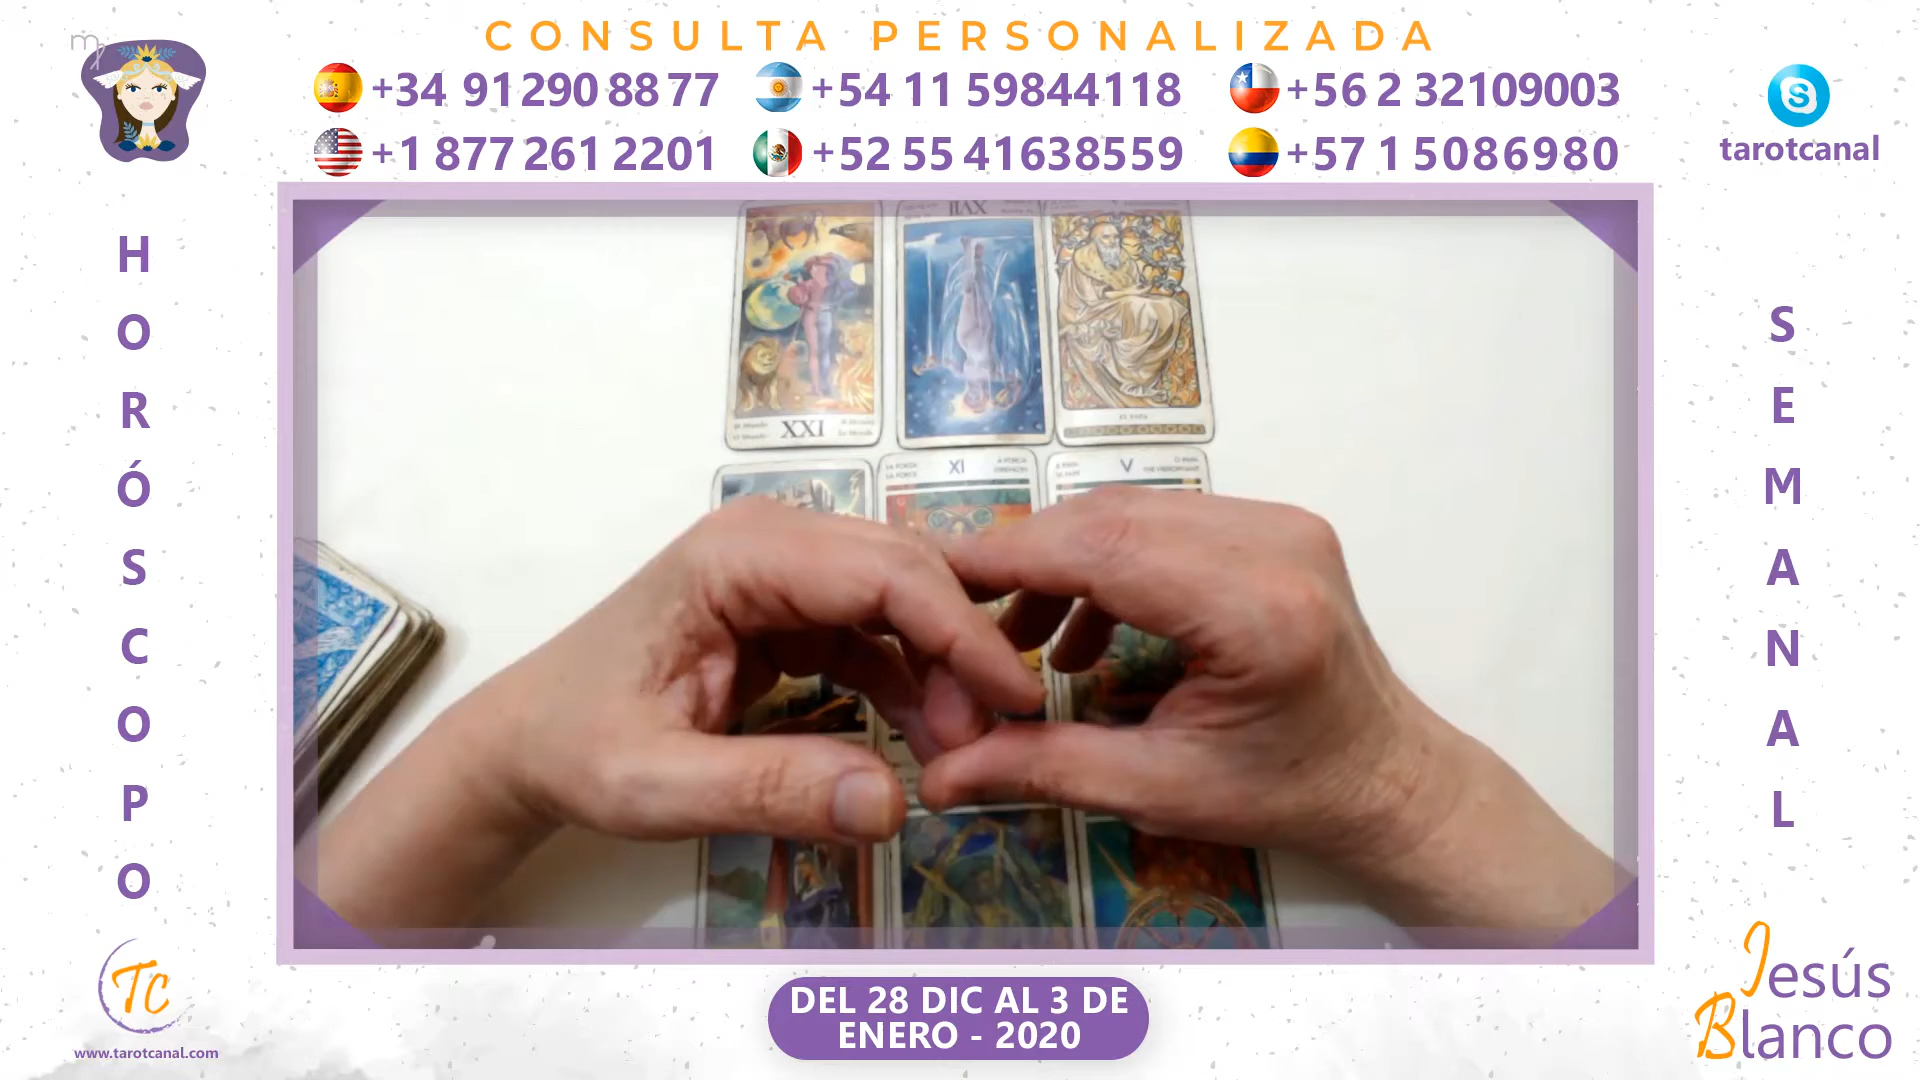 CONSULTA PERSONALIZADA
+34 91 290 88 77
+54 11 59844118
+56 2 32109003
+1 877 261 2201
+52 55 41638559
+57 1 5086980
tarotcanal
HORÓSCOPO
SEMANAL
XVII
XXI
XI
V
TC
www.tarotcanal.com
DEL 28 DIC AL 3 DE
ENERO - 2020
Jesús
Blanco